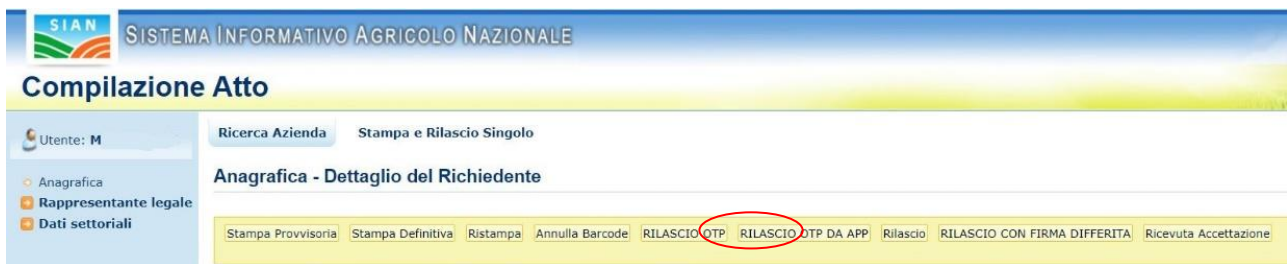 SIAN
SISTEMA INFORMATIVO AGRICOLO NAZIONALE
Compilazione Atto
Utente: M
Ricerca Azienda Stampa e Rilascio Singolo
Anagrafica
Rappresentante legale
Dati settoriali
Anagrafica - Dettaglio del Richiedente
Stampa Provvisoria Stampa Definitiva Ristampa Annulla Barcode RILASCIO OTP RILASCIO OTP DA APP Rilascio RILASCIO CON FIRMA DIFFERITA Ricevuta Accettazione